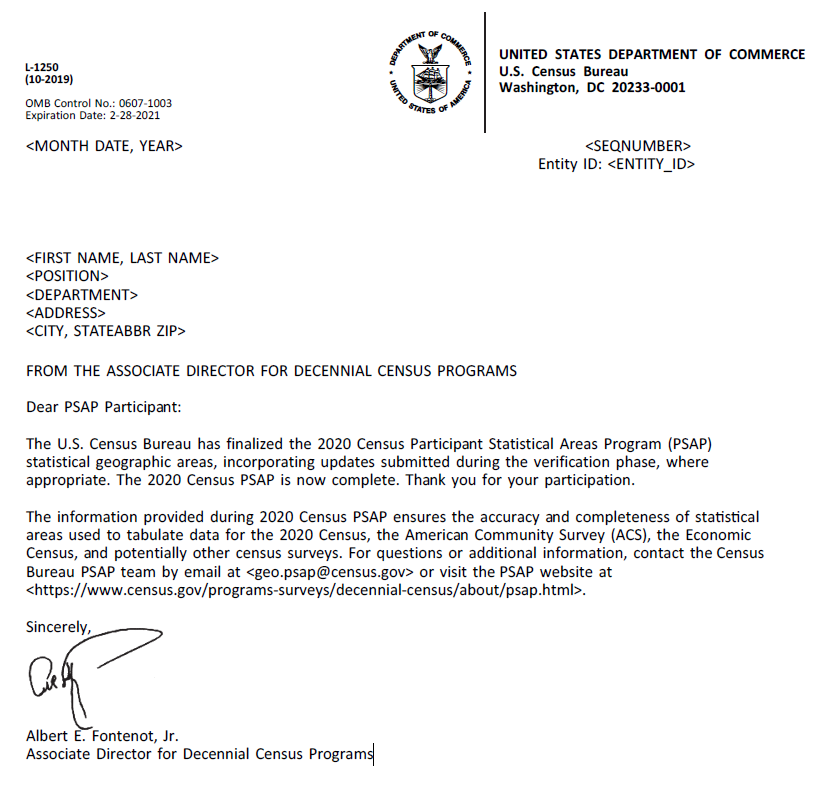 L-1250
(10-2019)
OMB Control No.: 0607-1003
Expiration Date: 2-28-2021
DEPARTMENT OF COMMERCE
UNITED STATES OF AMERICA
UNITED STATES DEPARTMENT OF COMMERCE
U.S. Census Bureau
Washington, DC 20233-0001
<MONTH DATE, YEAR>
<SEQNUMBER>
Entity ID: <ENTITY_ID>
<FIRST NAME, LAST NAME>
<POSITION>
<DEPARTMENT>
<ADDRESS>
<CITY, STATEABBR ZIP>
FROM THE ASSOCIATE DIRECTOR FOR DECENNIAL CENSUS PROGRAMS
Dear PSAP Participant:
The U.S. Census Bureau has finalized the 2020 Census Participant Statistical Areas Program (PSAP)
statistical geographic areas, incorporating updates submitted during the verification phase, where
appropriate. The 2020 Census PSAP is now complete. Thank you for your participation.
The information provided during 2020 Census PSAP ensures the accuracy and completeness of statistical
areas used to tabulate data for the 2020 Census, the American Community Survey (ACS), the Economic
Census, and potentially other census surveys. For questions or additional information, contact the Census
Bureau PSAP team by email at <geo.psap@census.gov> or visit the PSAP website at
<https://www.census.gov/programs-surveys/decennial-census/about/psap.html>.
Sincerely,
Albert E. Fontenot, Jr.
Associate Director for Decennial Census Programs